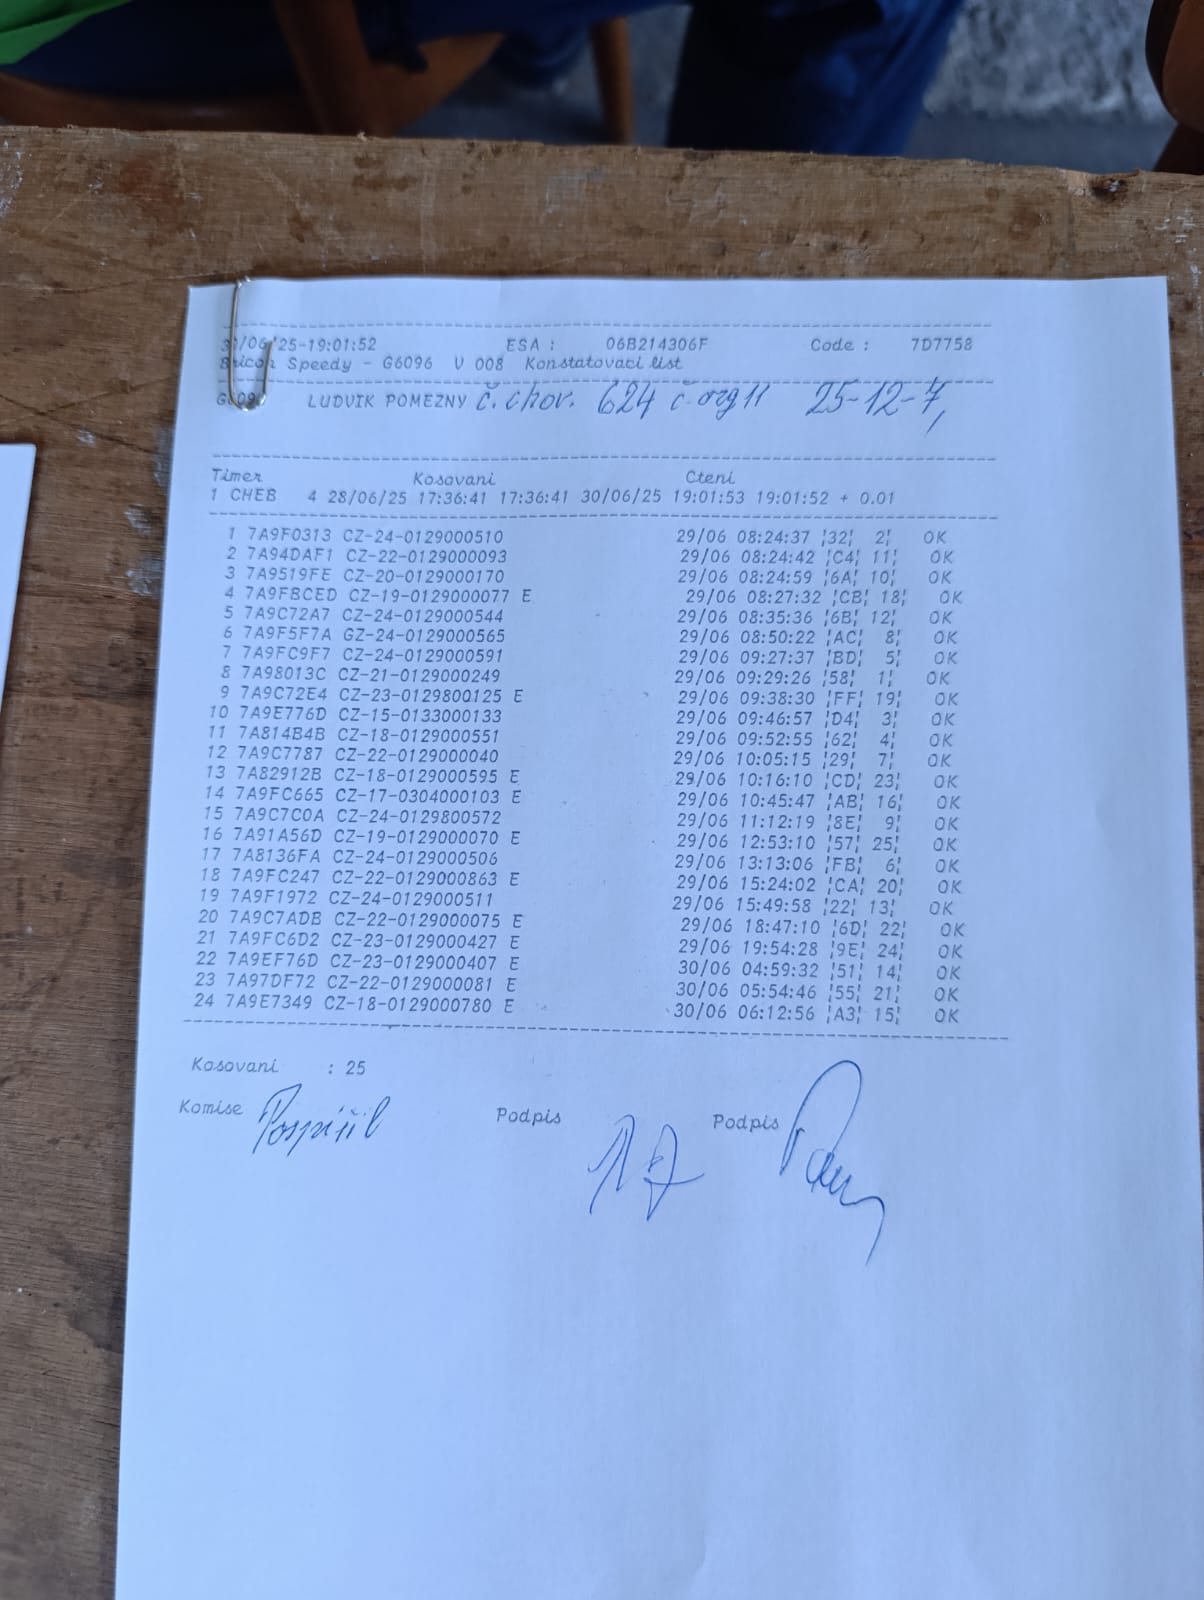 30/06/25-19:01:52 ESA : 06B214306F Code : 7D7758
Bricon Speedy - G6096 V 008 Konstatovaci list
G6096 LUDVIK POMEZNY č. chov. 624 č org 11 25-12-7,
Timer Kosovani Cteni
1 CHEB 4 28/06/25 17:36:41 17:36:41 30/06/25 19:01:53 19:01:52 + 0.01
1 7A9F0313 CZ-24-0129000510 29/06 08:24:37 ¦32¦ 2¦ OK
2 7A94DAF1 CZ-22-0129000093 29/06 08:24:42 ¦C4¦ 11¦ OK
3 7A9519FE CZ-20-0129000170 29/06 08:24:59 ¦6A¦ 10¦ OK
4 7A9FBCED CZ-19-0129000077 E 29/06 08:27:32 ¦CB¦ 18¦ OK
5 7A9C72A7 CZ-24-0129000544 29/06 08:35:36 ¦6B¦ 12¦ OK
6 7A9F5F7A GZ-24-0129000565 29/06 08:50:22 ¦AC¦ 8¦ OK
7 7A9FC9F7 CZ-24-0129000591 29/06 09:27:37 ¦BD¦ 5¦ OK
8 7A98013C CZ-21-0129000249 29/06 09:29:26 ¦58¦ 1¦ OK
9 7A9C72E4 CZ-23-0129800125 E 29/06 09:38:30 ¦FF¦ 19¦ OK
10 7A9E776D CZ-15-0133000133 29/06 09:46:57 ¦D4¦ 3¦ OK
11 7A814B4B CZ-18-0129000551 29/06 09:52:55 ¦62¦ 4¦ OK
12 7A9C7787 CZ-22-0129000040 29/06 10:05:15 ¦29¦ 7¦ OK
13 7A82912B CZ-18-0129000595 E 29/06 10:16:10 ¦CD¦ 23¦ OK
14 7A9FC665 CZ-17-0304000103 E 29/06 10:45:47 ¦AB¦ 16¦ OK
15 7A9C7C0A CZ-24-0129800572 29/06 11:12:19 ¦8E¦ 9¦ OK
16 7A91A56D CZ-19-0129000070 E 29/06 12:53:10 ¦57¦ 25¦ OK
17 7A8136FA CZ-24-0129000506 29/06 13:13:06 ¦FB¦ 6¦ OK
18 7A9FC247 CZ-22-0129000863 E 29/06 15:24:02 ¦CA¦ 20¦ OK
19 7A9F1972 CZ-24-0129000511 29/06 15:49:58 ¦22¦ 13¦ OK
20 7A9C7ADB CZ-22-0129000075 E 29/06 18:47:10 ¦6D¦ 22¦ OK
21 7A9FC6D2 CZ-23-0129000427 E 29/06 19:54:28 ¦9E¦ 24¦ OK
22 7A9EF76D CZ-23-0129000407 E 30/06 04:59:32 ¦51¦ 14¦ OK
23 7A97DF72 CZ-22-0129000081 E 30/06 05:54:46 ¦55¦ 21¦ OK
24 7A9E7349 CZ-18-0129000780 E 30/06 06:12:56 ¦A3¦ 15¦ OK
Kosovani : 25
Komise Pospíšil Podpis Podpis